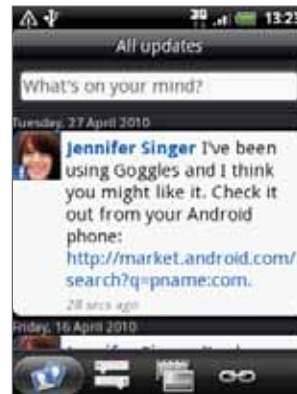 3G 13:23
All updates
What's on your mind?
Tuesday, 27 April 2010
Jennifer Singer I've been
using Goggles and I think
you might like it. Check it
out from your Android
phone:
http://market.android.com/
search?q=pname:com.
28 secs ago
Friday, 16 April 2010